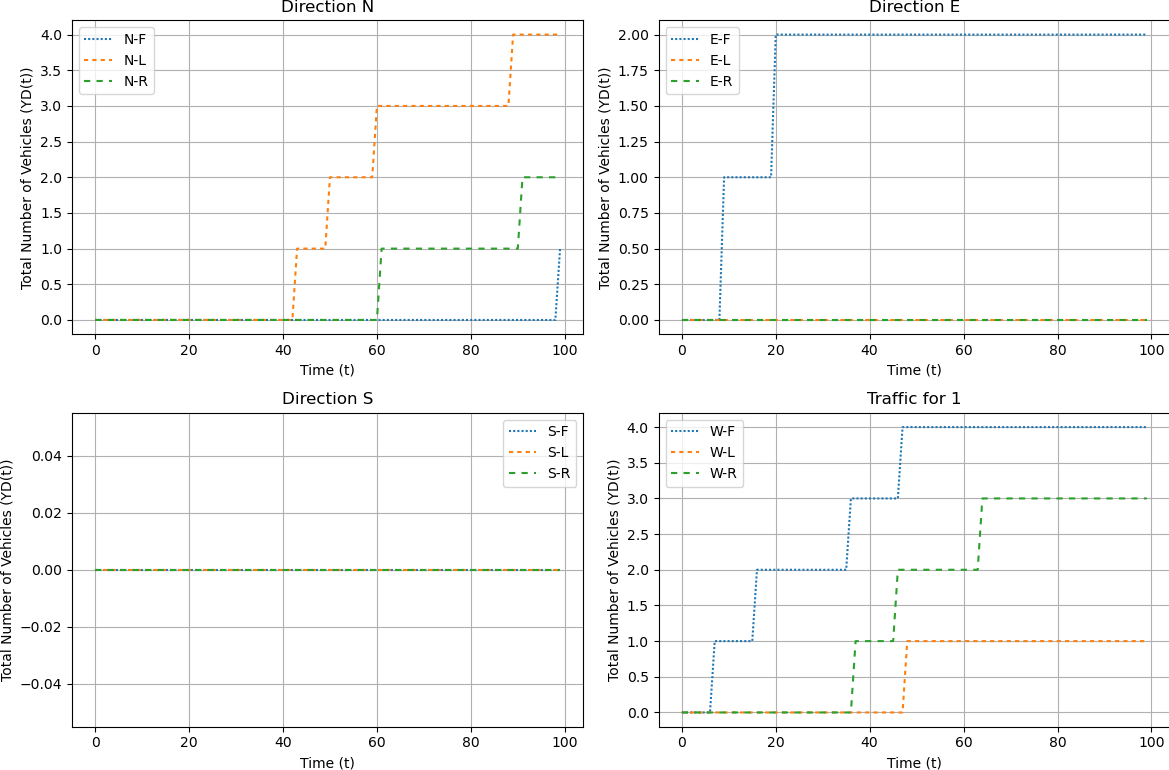 Direction N
Total Number of Vehicles (YD(t))
4.0
3.5
3.0
2.5
2.0
1.5
1.0
0.5
0.0
N-F
N-L
N-R
0 20 40 60 80 100
Time (t)
Direction E
Total Number of Vehicles (YD(t))
2.00
1.75
1.50
1.25
1.00
0.75
0.50
0.25
0.00
E-F
E-L
E-R
0 20 40 60 80 100
Time (t)
Direction S
Total Number of Vehicles (YD(t))
0.04
0.02
0.00
−0.02
−0.04
S-F
S-L
S-R
0 20 40 60 80 100
Time (t)
Traffic for 1
Total Number of Vehicles (YD(t))
4.0
3.5
3.0
2.5
2.0
1.5
1.0
0.5
0.0
W-F
W-L
W-R
0 20 40 60 80 100
Time (t)